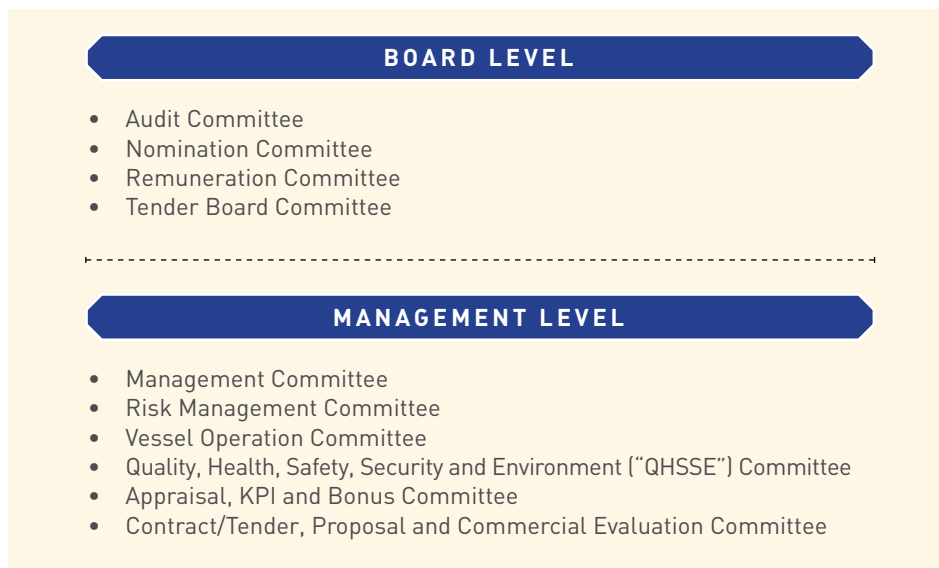 BOARD LEVEL
• Audit Committee
• Nomination Committee
• Remuneration Committee
• Tender Board Committee
MANAGEMENT LEVEL
• Management Committee
• Risk Management Committee
• Vessel Operation Committee
• Quality, Health, Safety, Security and Environment (“QHSSE”) Committee
• Appraisal, KPI and Bonus Committee
• Contract/Tender, Proposal and Commercial Evaluation Committee